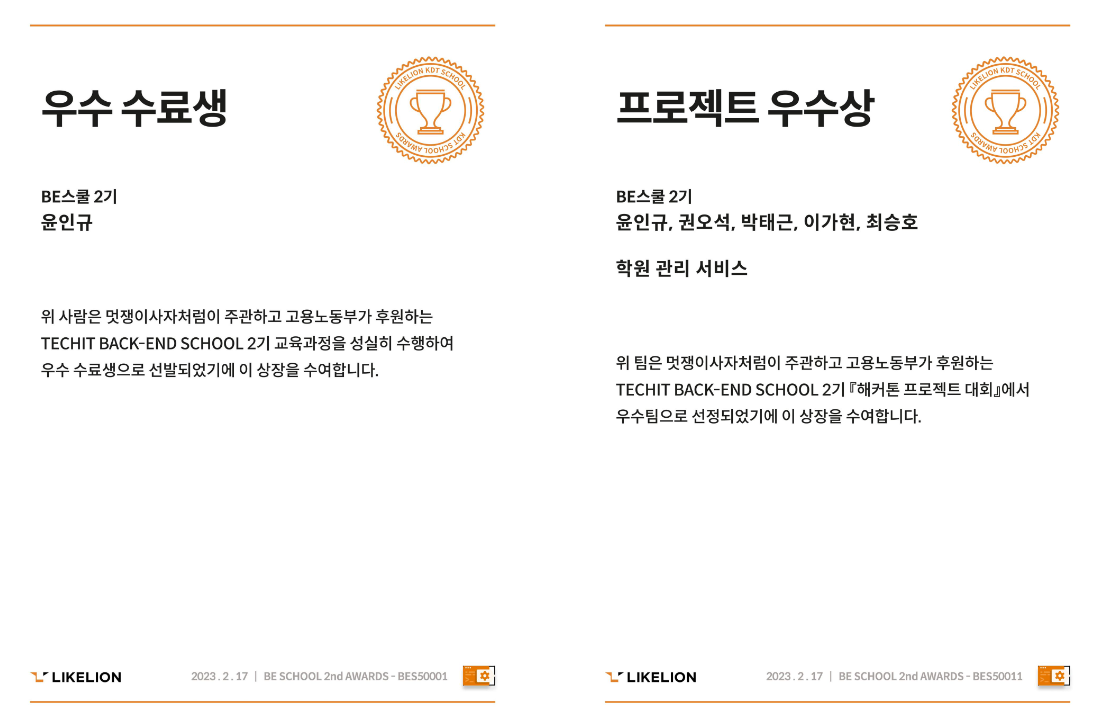 우수 수료생
LIKELION KDT SCHOOL
KDT SCHOOL AWARDS
BE스쿨 2기
윤인규
위 사람은 멋쟁이사자처럼이 주관하고 고용노동부가 후원하는
TECHIT BACK-END SCHOOL 2기 교육과정을 성실히 수행하여
우수 수료생으로 선발되었기에 이 상장을 수여합니다.
LIKELION
2023 . 2 . 17 | BE SCHOOL 2nd AWARDS - BES50001
프로젝트 우수상
LIKELION KDT SCHOOL
KDT SCHOOL AWARDS
BE스쿨 2기
윤인규, 권오석, 박태근, 이가현, 최승호
학원 관리 서비스
위 팀은 멋쟁이사자처럼이 주관하고 고용노동부가 후원하는
TECHIT BACK-END SCHOOL 2기 『해커톤 프로젝트 대회』에서
우수팀으로 선정되었기에 이 상장을 수여합니다.
LIKELION
2023 . 2 . 17 | BE SCHOOL 2nd AWARDS - BES50011